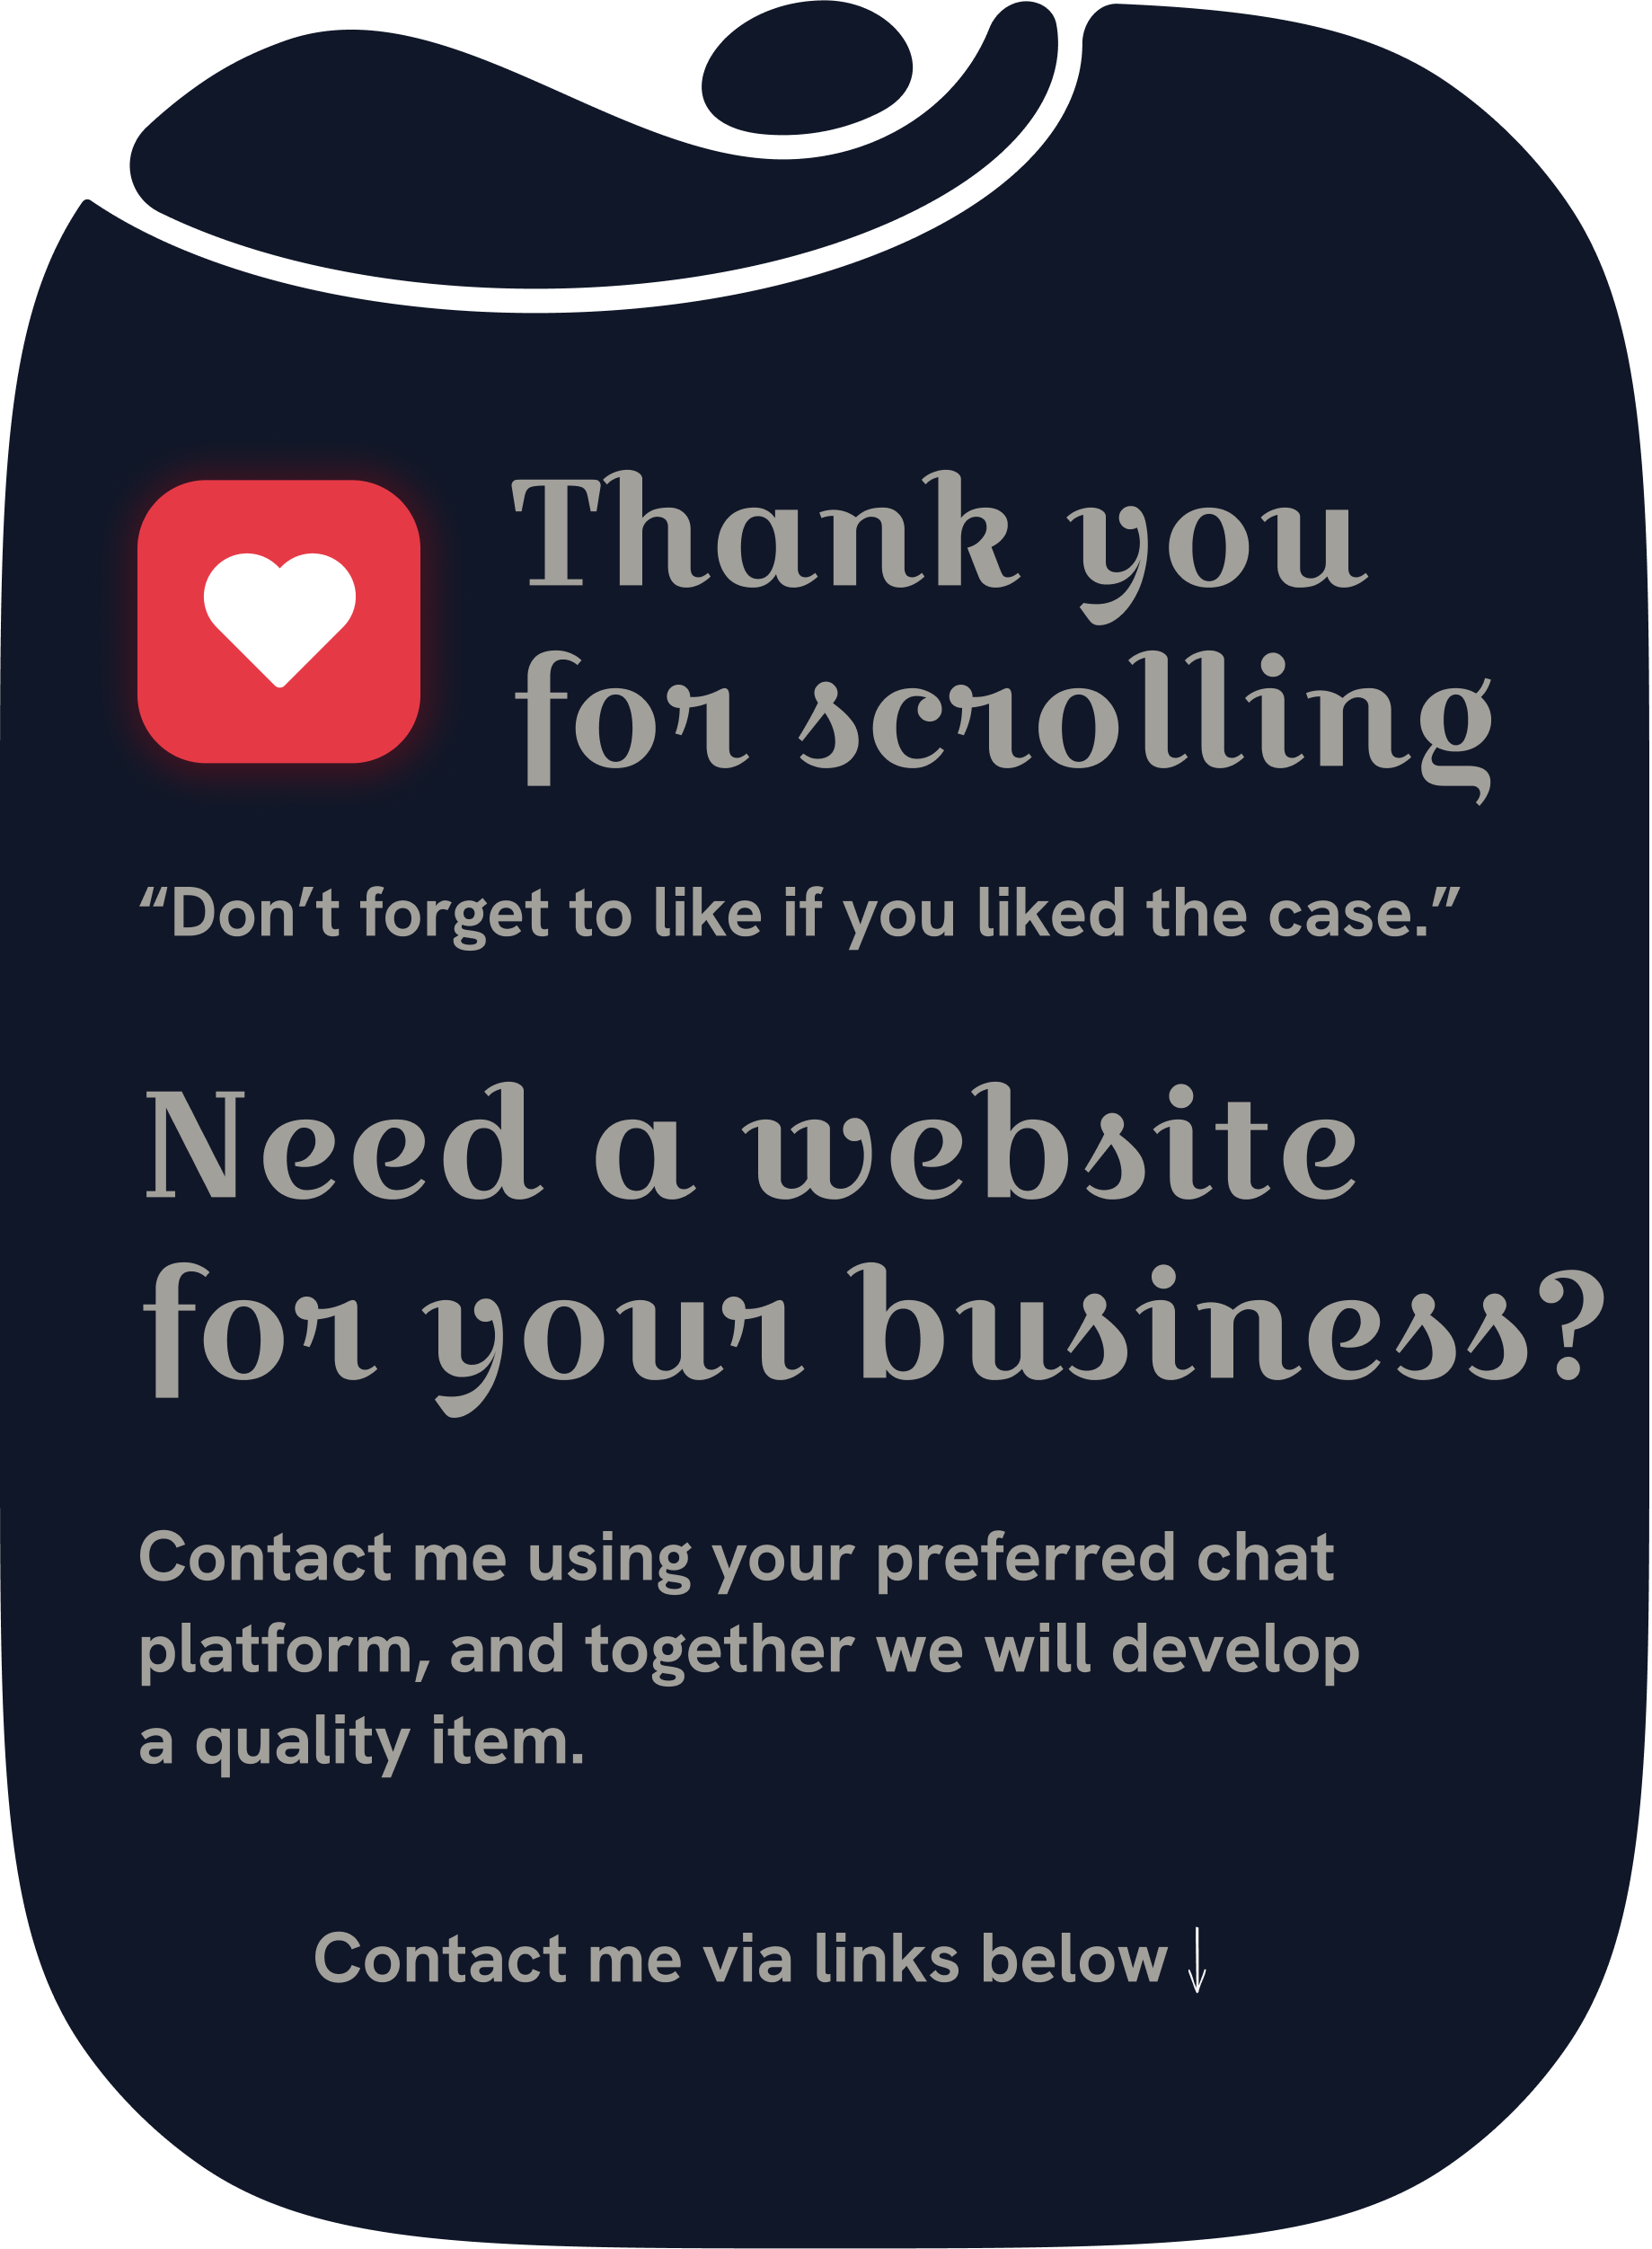 Thank you
for scrolling
“Don’t forget to like if you liked the case.”
Need a website
for your business?
Contact me using your preferred chat
platform, and together we will develop
a quality item.
Contact me via links below ↓